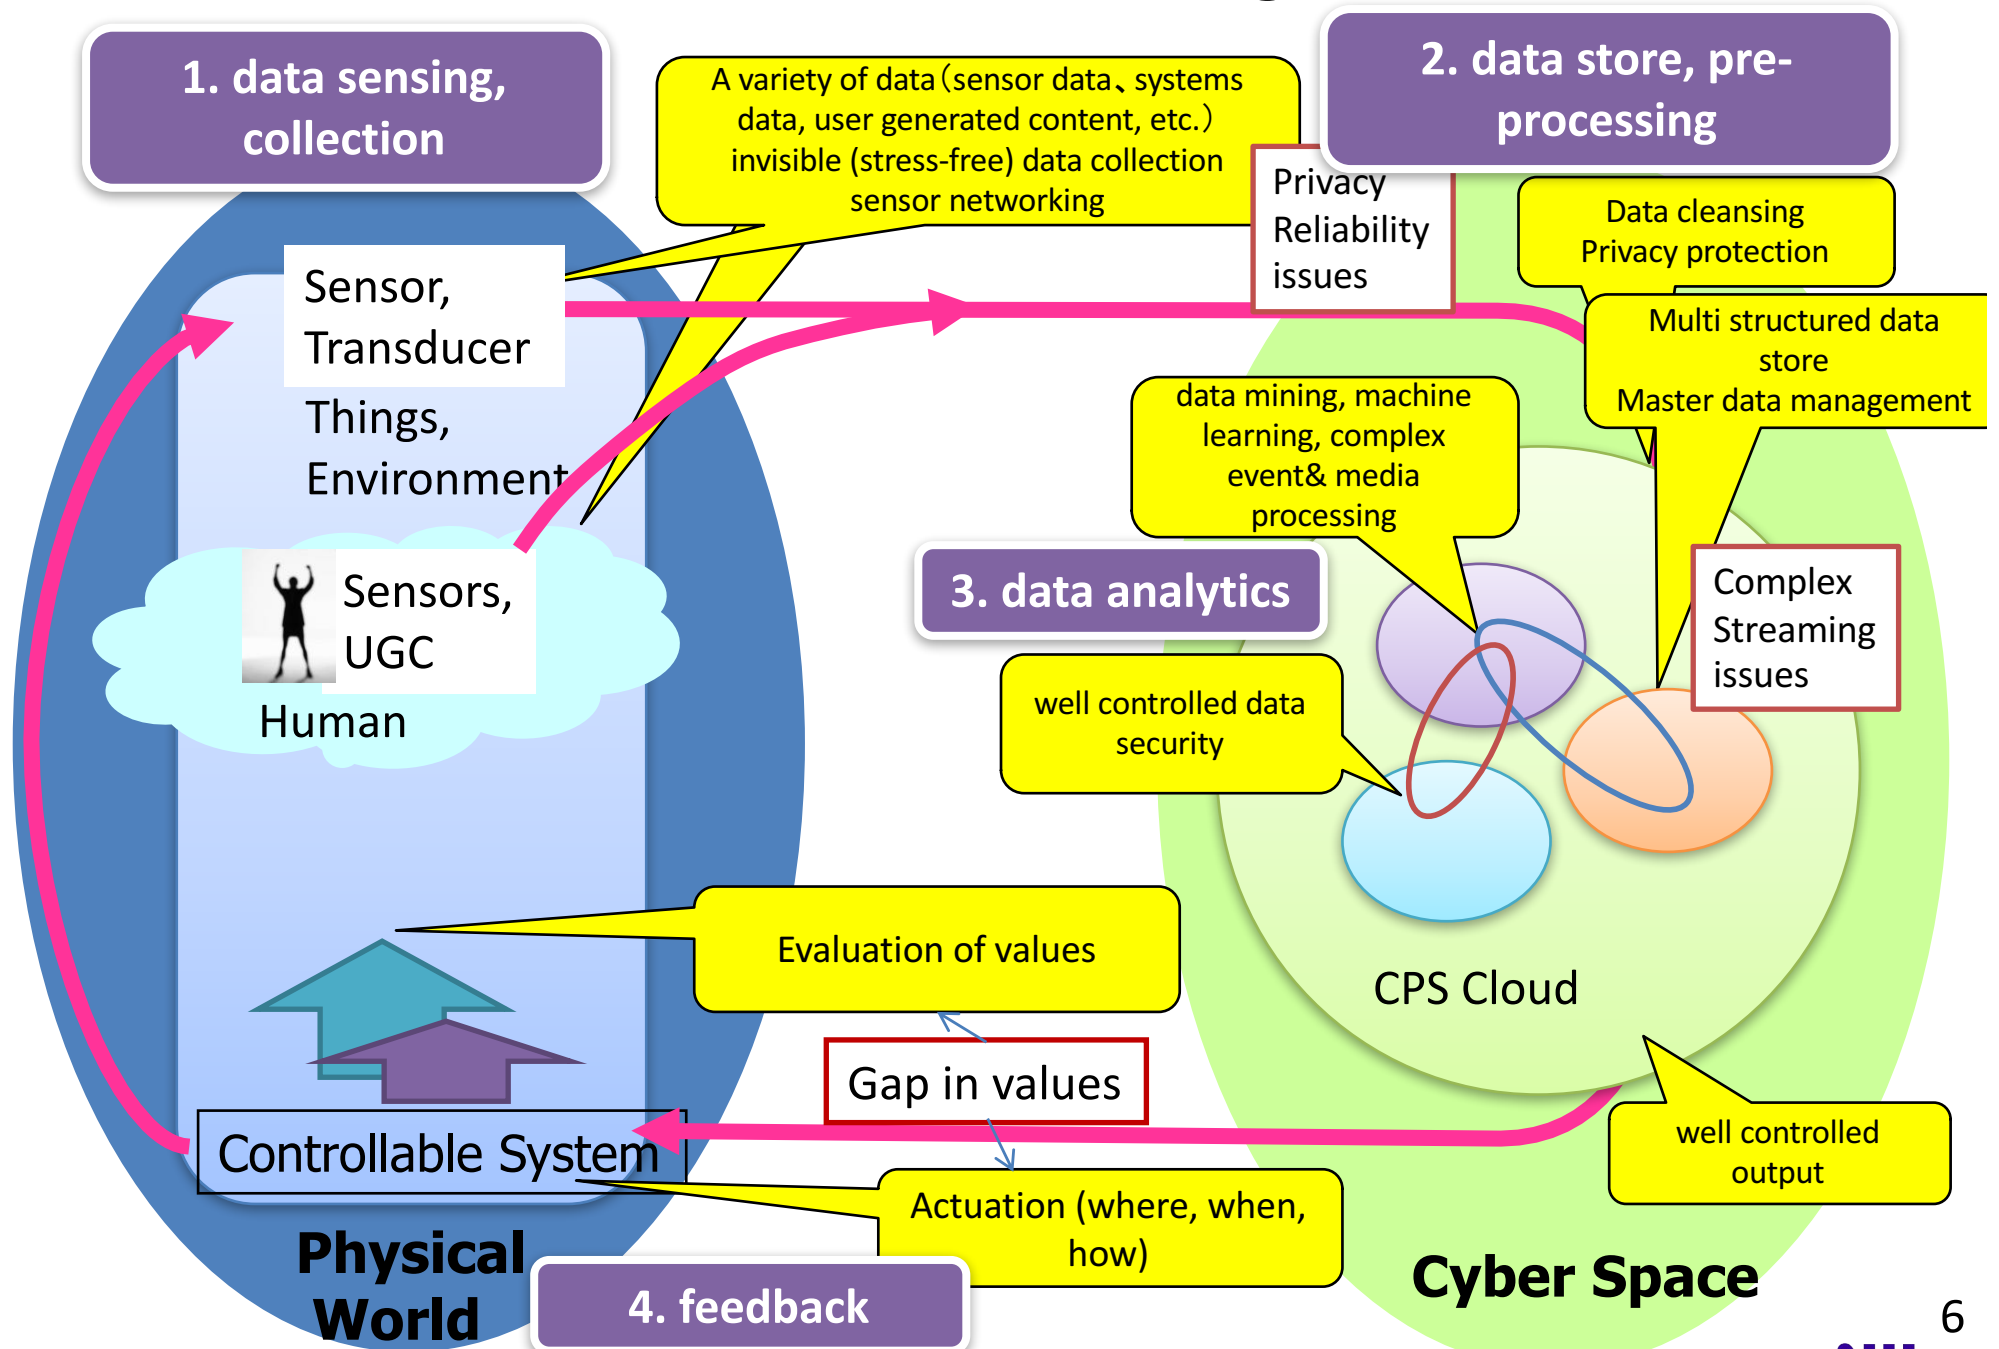 1. data sensing,
collection
A variety of data（sensor data、systems
data, user generated content, etc.）
invisible (stress-free) data collection
sensor networking
2. data store, pre-
processing
Privacy
Reliability
issues
Data cleansing
Privacy protection
Multi structured data
store
Master data management
Sensor,
Transducer
Things,
Environment
data mining, machine
learning, complex
event& media
processing
3. data analytics
Complex
Streaming
issues
Sensors,
UGC
Human
well controlled data
security
Evaluation of values
CPS Cloud
Gap in values
Controllable System
well controlled
output
Actuation (where, when,
how)
Physical
World
4. feedback
Cyber Space
6